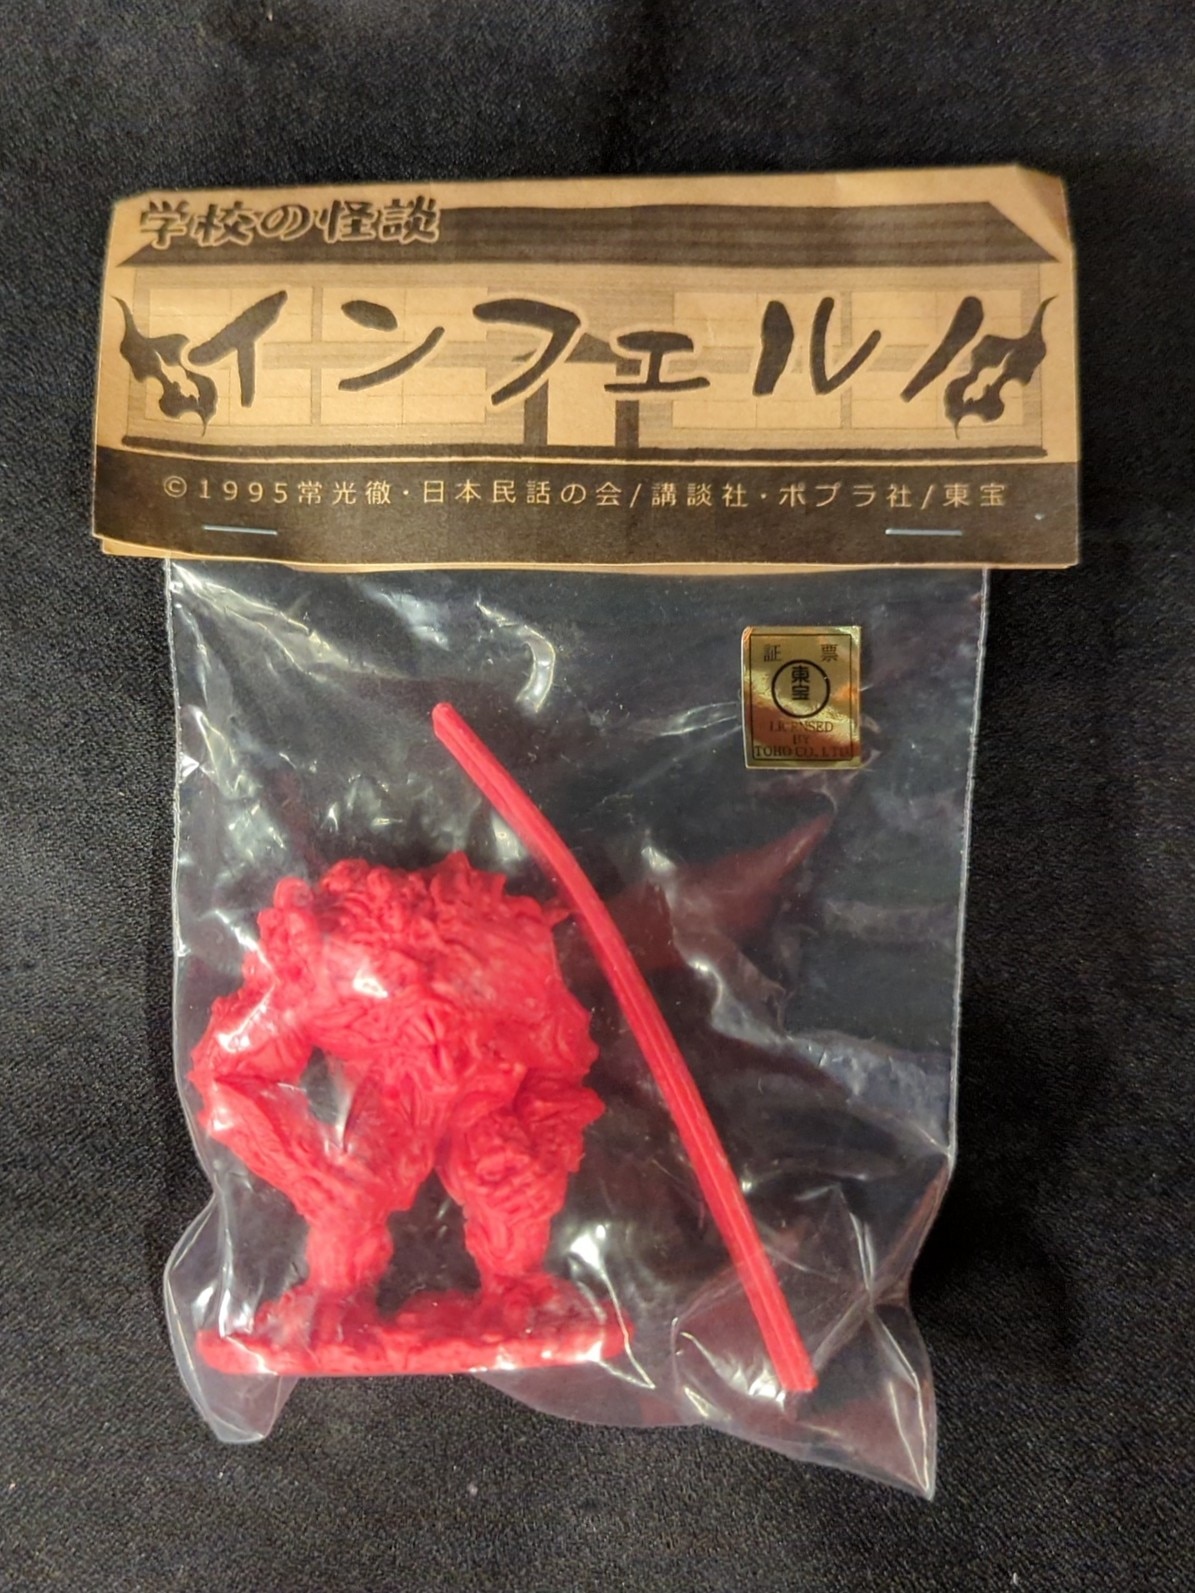 学校の怪談
インフェルノ
©1995常光徹・日本民話の会/講談社・ポプラ社/東宝
証 票
東宝
LICENSED
BY
TOHO CO., LTD